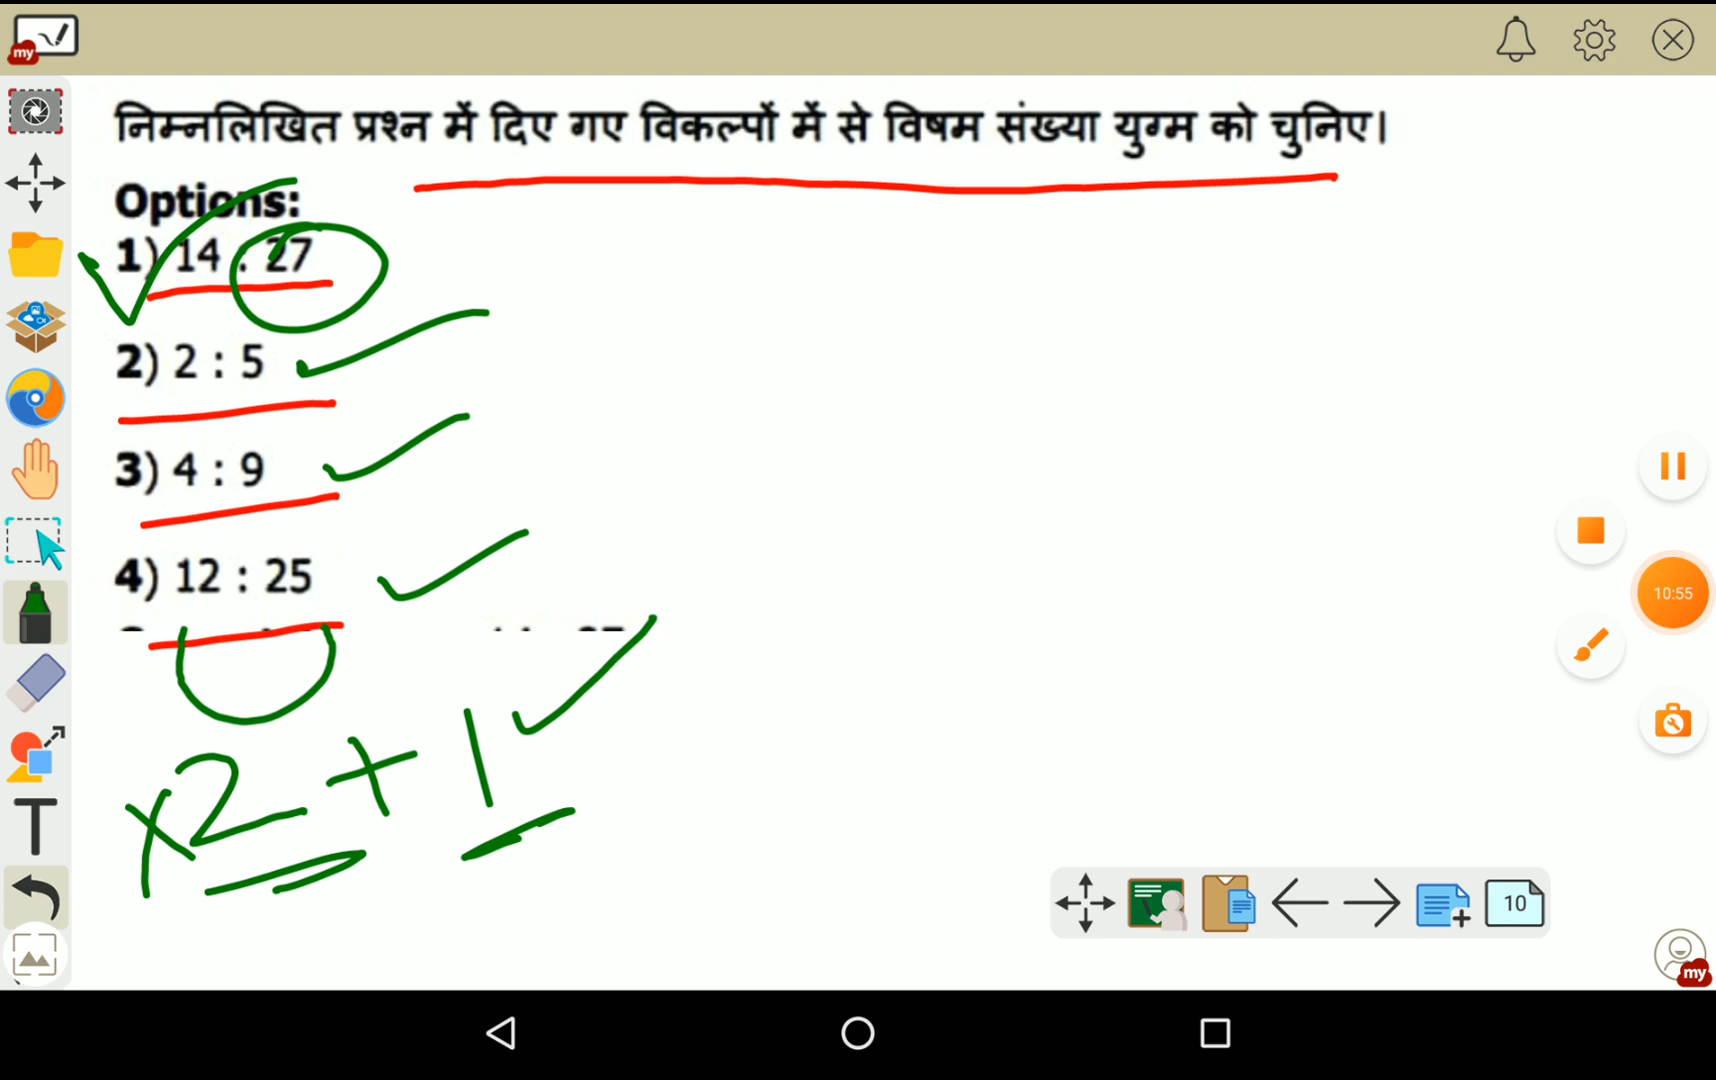 my
निम्नलिखित प्रश्न में दिए गए विकल्पों में से विषम संख्या युग्म को चुनिए।
Options:
1) 14 : 27
2) 2 : 5
3) 4 : 9
4) 12 : 25
x2 + 1
10:55
10
my